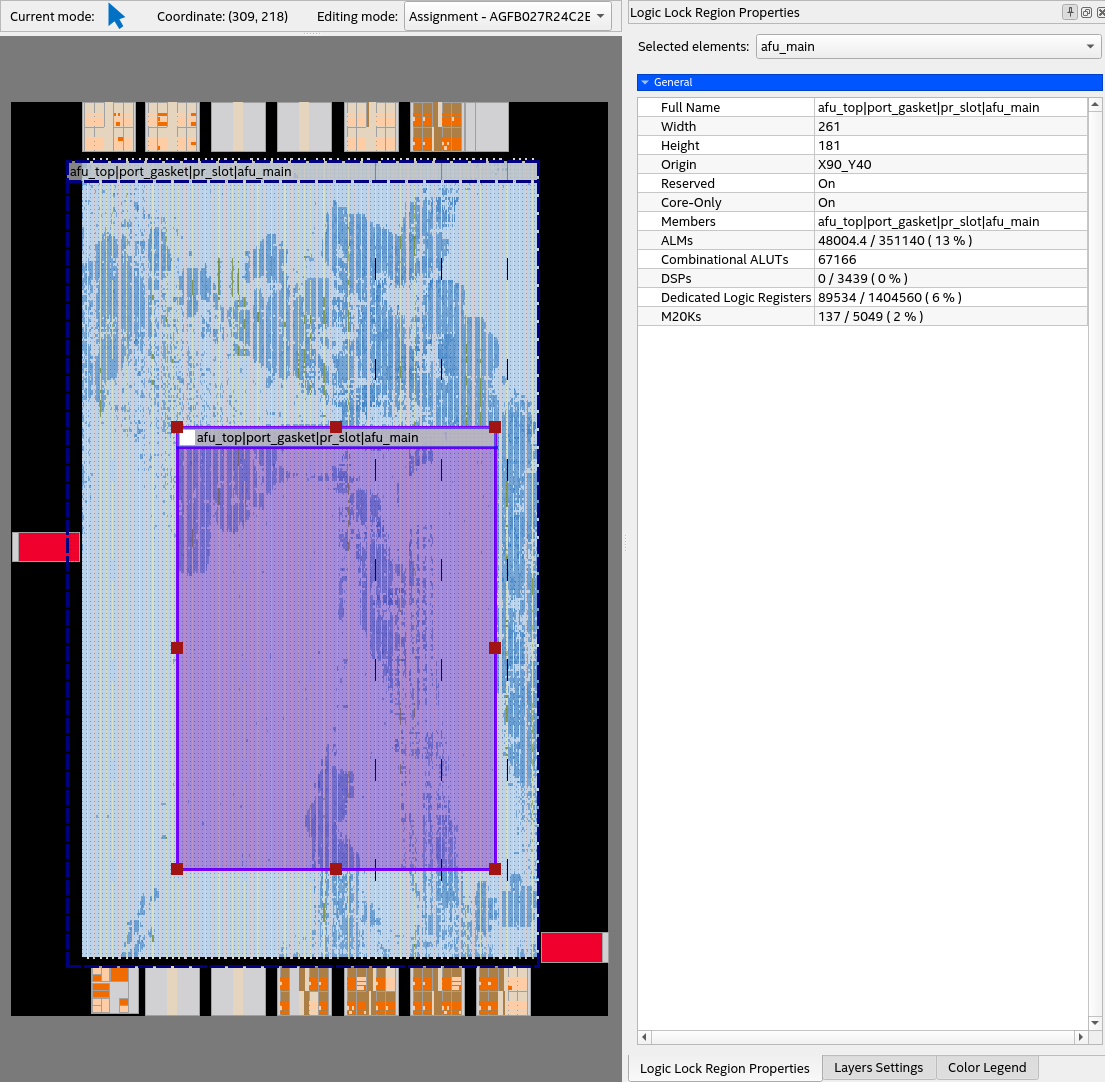 Current mode: Coordinate: (309, 218) Editing mode: Assignment - AGFB027R24C2E
Logic Lock Region Properties
Selected elements: afu_main
General
Full Name afu_top|port_gasket|pr_slot|afu_main
Width 261
Height 181
Origin X90_Y40
Reserved On
Core-Only On
Members afu_top|port_gasket|pr_slot|afu_main
ALMs 48004.4 / 351140 ( 13 % )
Combinational ALUTs 67166
DSPs 0 / 3439 ( 0 % )
Dedicated Logic Registers 89534 / 1404560 ( 6 % )
M20Ks 137 / 5049 ( 2 % )
afu_top|port_gasket|pr_slot|afu_main
afu_top|port_gasket|pr_slot|afu_main
Logic Lock Region Properties Layers Settings Color Legend